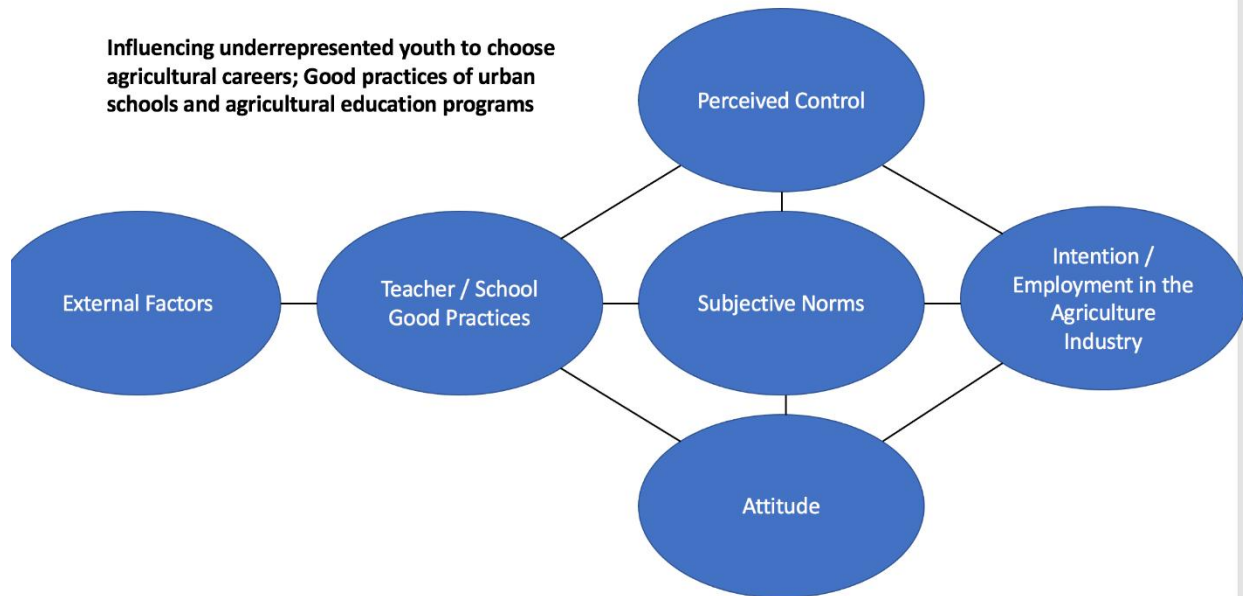 Influencing underrepresented youth to choose
agricultural careers; Good practices of urban
schools and agricultural education programs
Perceived Control
External Factors
Teacher / School
Good Practices
Subjective Norms
Intention /
Employment in the
Agriculture
Industry
Attitude